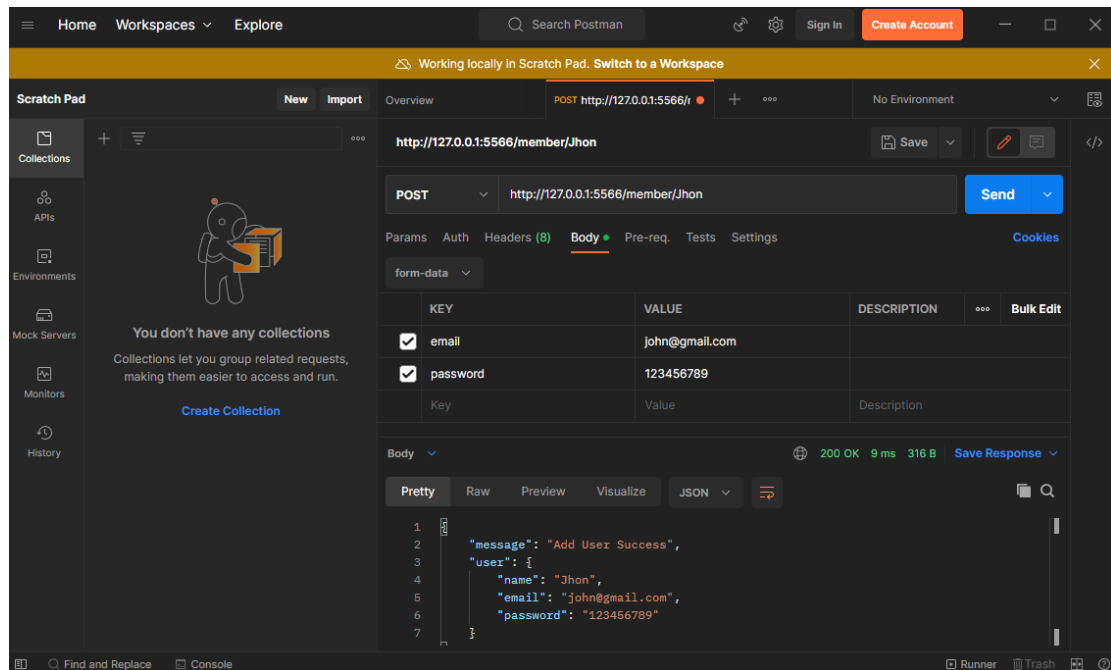 Home Workspaces Explore Search Postman Sign In Create Account
Working locally in Scratch Pad. Switch to a Workspace
Scratch Pad New Import Overview POST http://127.0.0.1:5566/r No Environment
Collections
APIs
Environments
Mock Servers
Monitors
History
You don't have any collections
Collections let you group related requests,
making them easier to access and run.
Create Collection
http://127.0.0.1:5566/member/Jhon Save
POST http://127.0.0.1:5566/member/Jhon Send
Params Auth Headers (8) Body Pre-req. Tests Settings Cookies
form-data
KEY VALUE DESCRIPTION Bulk Edit
email john@gmail.com
password 123456789
Key Value Description
Body 200 OK 9 ms 316 B Save Response
Pretty Raw Preview Visualize JSON
1 {
2 "message": "Add User Success",
3 "user": {
4 "name": "Jhon",
5 "email": "john@gmail.com",
6 "password": "123456789"
7 }
Find and Replace Console Runner Trash